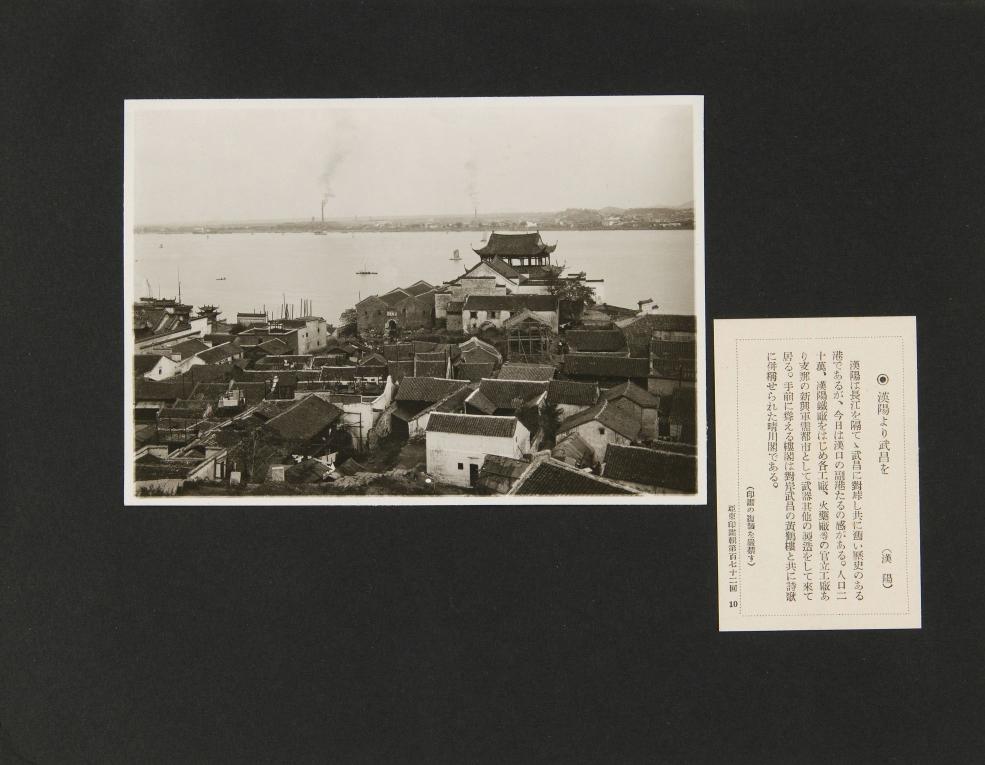 ◉漢陽より武昌を　（漢陽）
漢陽は長江を隔てゝ武昌に對峙し共に舊い歷史のある
港であるが、今日は漢口の副港たるの感がある。人口二
十萬、漢陽鐵廠をはじめ各工廠、火藥廠等の官立工廠あ
り支那の新興軍需都市として武器其他の製造をして來て
居る。手前に聳える樓閣は對岸武昌の黃鶴樓と共に詩歌
に併稱せられた晴川閣である。
（印畫の複製を嚴禁す）
亞東印畫輯第百七十二回　10